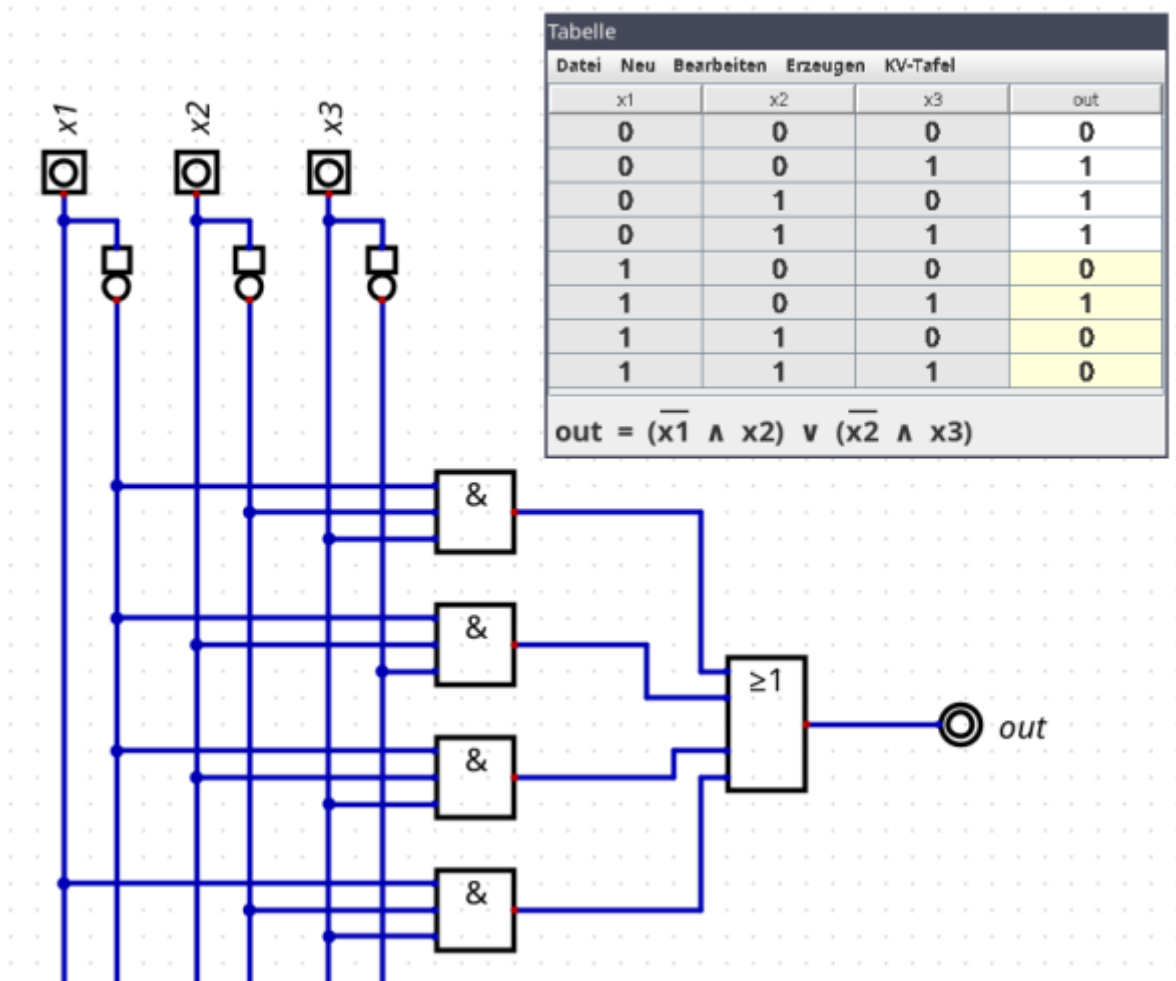 Tabelle
Datei Neu Bearbeiten Erzeugen KV-Tafel
x1 x2 x3 out
0 0 0 0
0 0 1 1
0 1 0 1
0 1 1 1
1 0 0 0
1 0 1 1
1 1 0 0
1 1 1 0
out = (x̅1̅ ∧ x2) ∨ (x̅2̅ ∧ x3)
x1 x2 x3
&
&
≥1
out
&
&